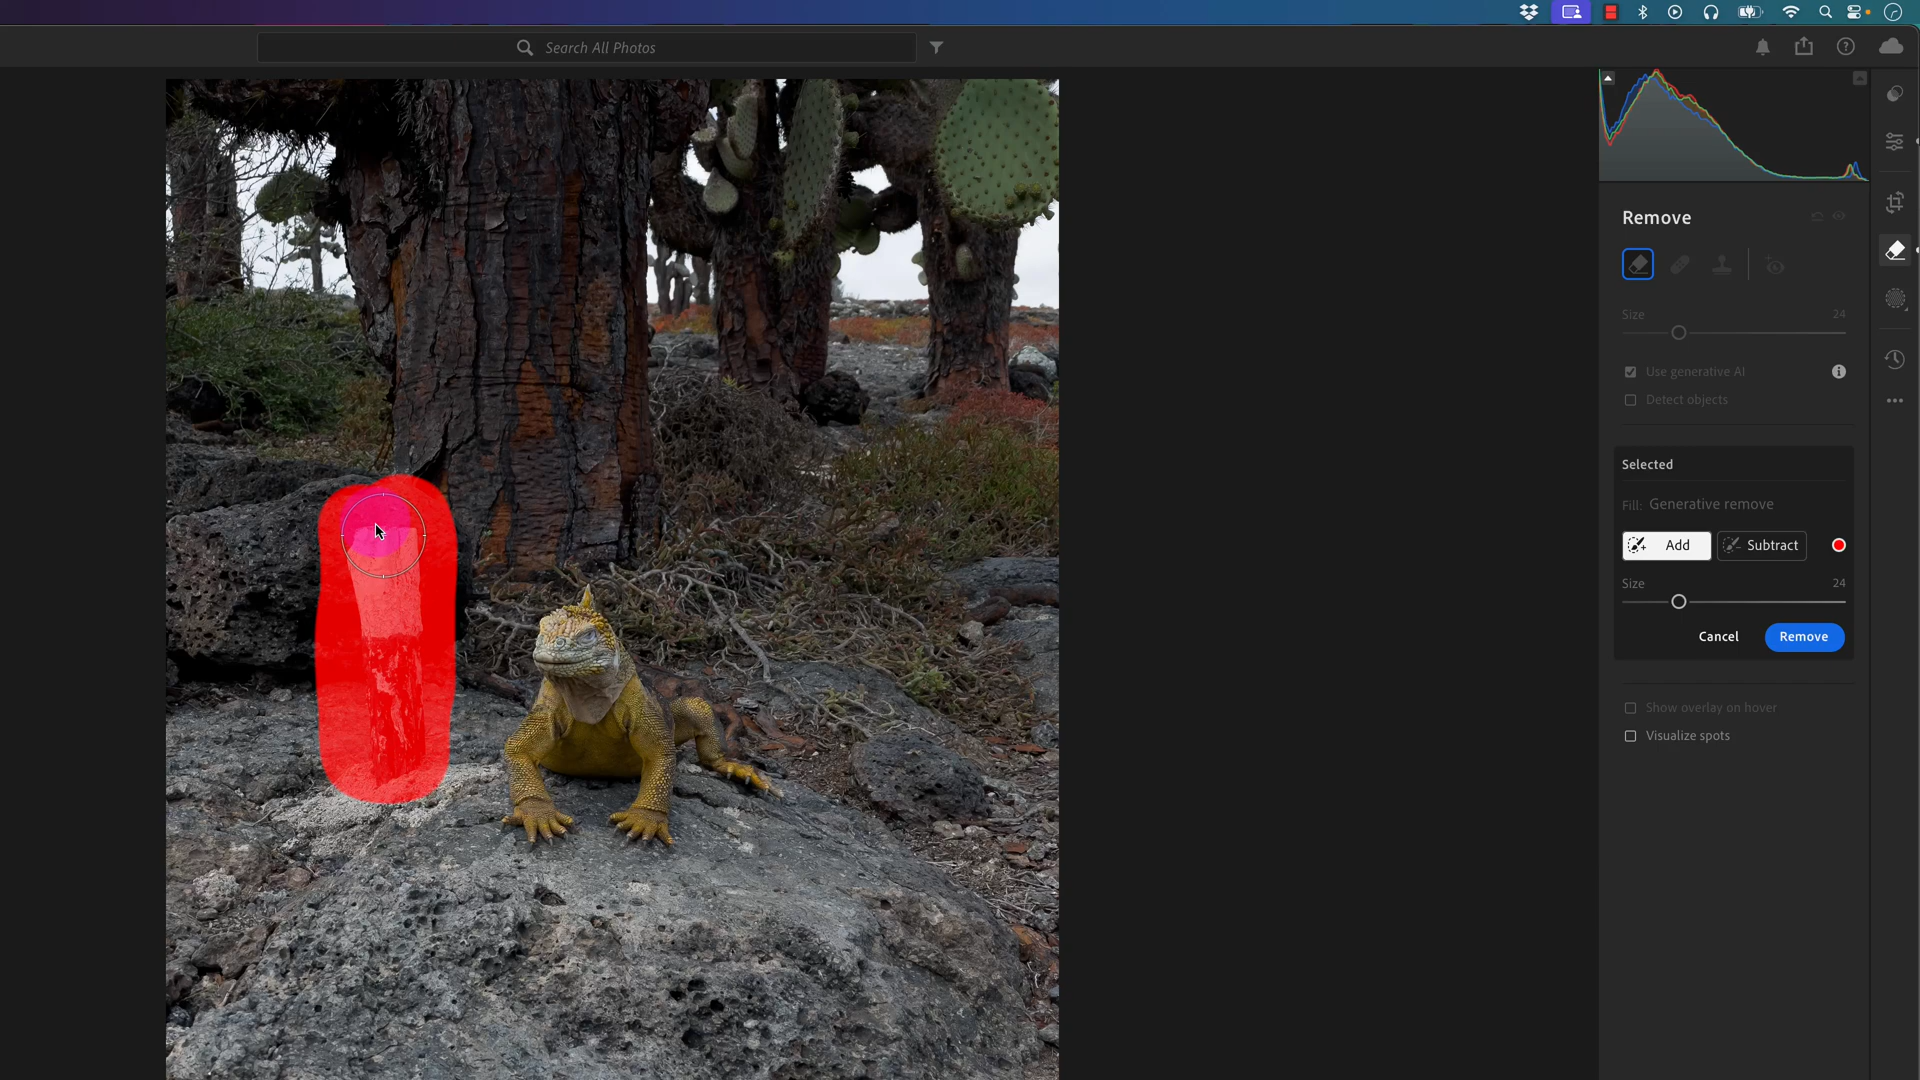 Search All Photos
Remove
Size 24
Use generative AI
Detect objects
Selected
Fill: Generative remove
Add Subtract
Size 24
Cancel Remove
Show overlay on hover
Visualize spots